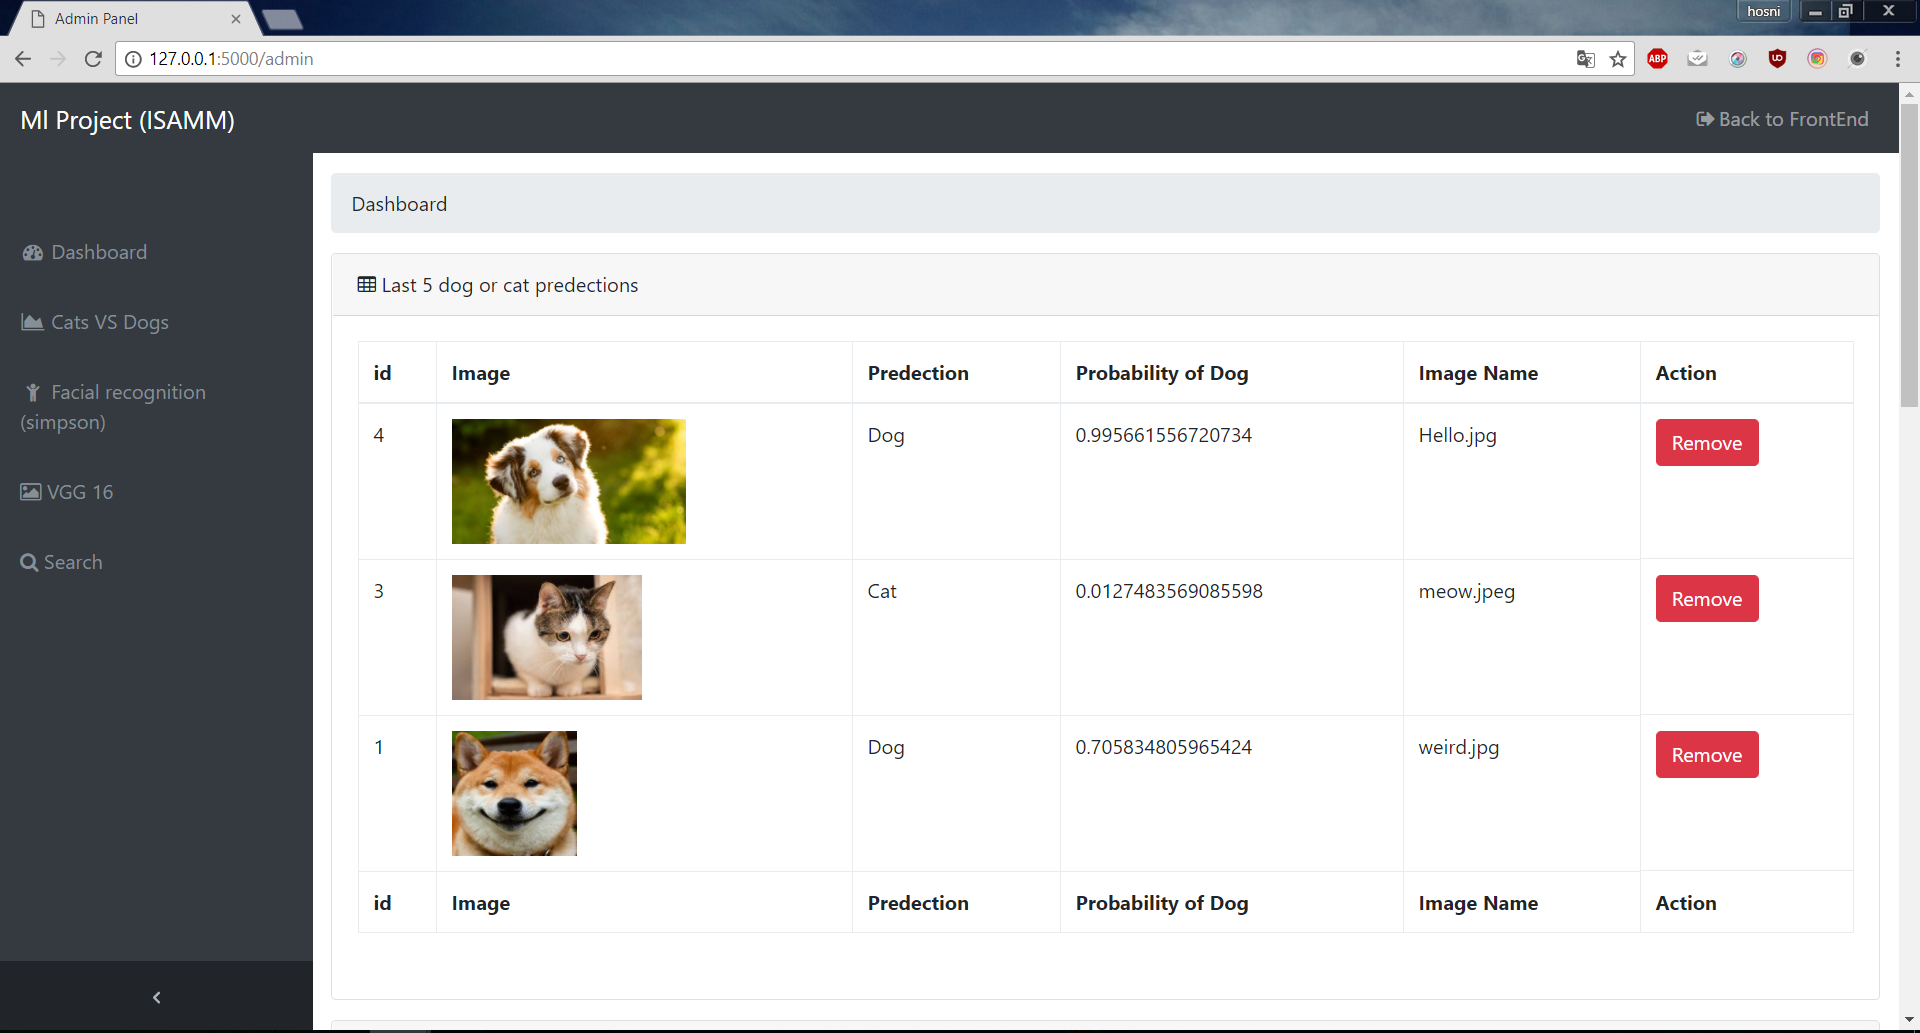 Admin Panel
hosni
127.0.0.1:5000/admin
ABP
Ml Project (ISAMM)
Back to FrontEnd
Dashboard
Cats VS Dogs
Facial recognition
(simpson)
VGG 16
Search
Dashboard
Last 5 dog or cat predections
id Image Predection Probability of Dog Image Name Action
4 Dog 0.995661556720734 Hello.jpg Remove
3 Cat 0.0127483569085598 meow.jpeg Remove
1 Dog 0.705834805965424 weird.jpg Remove
id Image Predection Probability of Dog Image Name Action